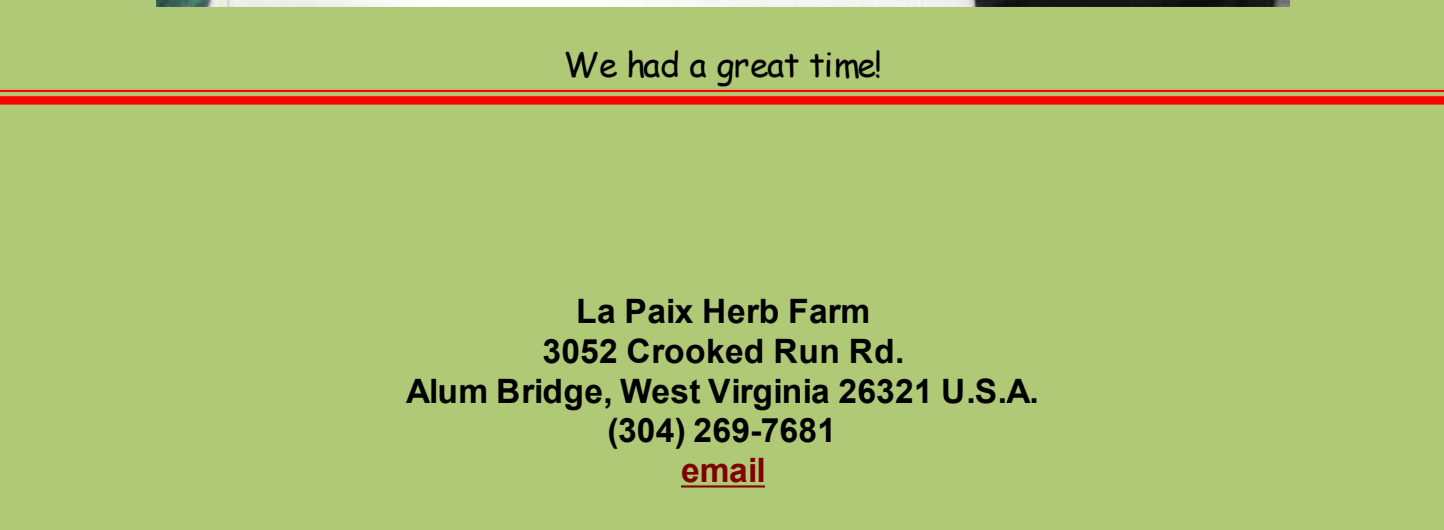 We had a great time!
La Paix Herb Farm
3052 Crooked Run Rd.
Alum Bridge, West Virginia 26321 U.S.A.
(304) 269-7681
email